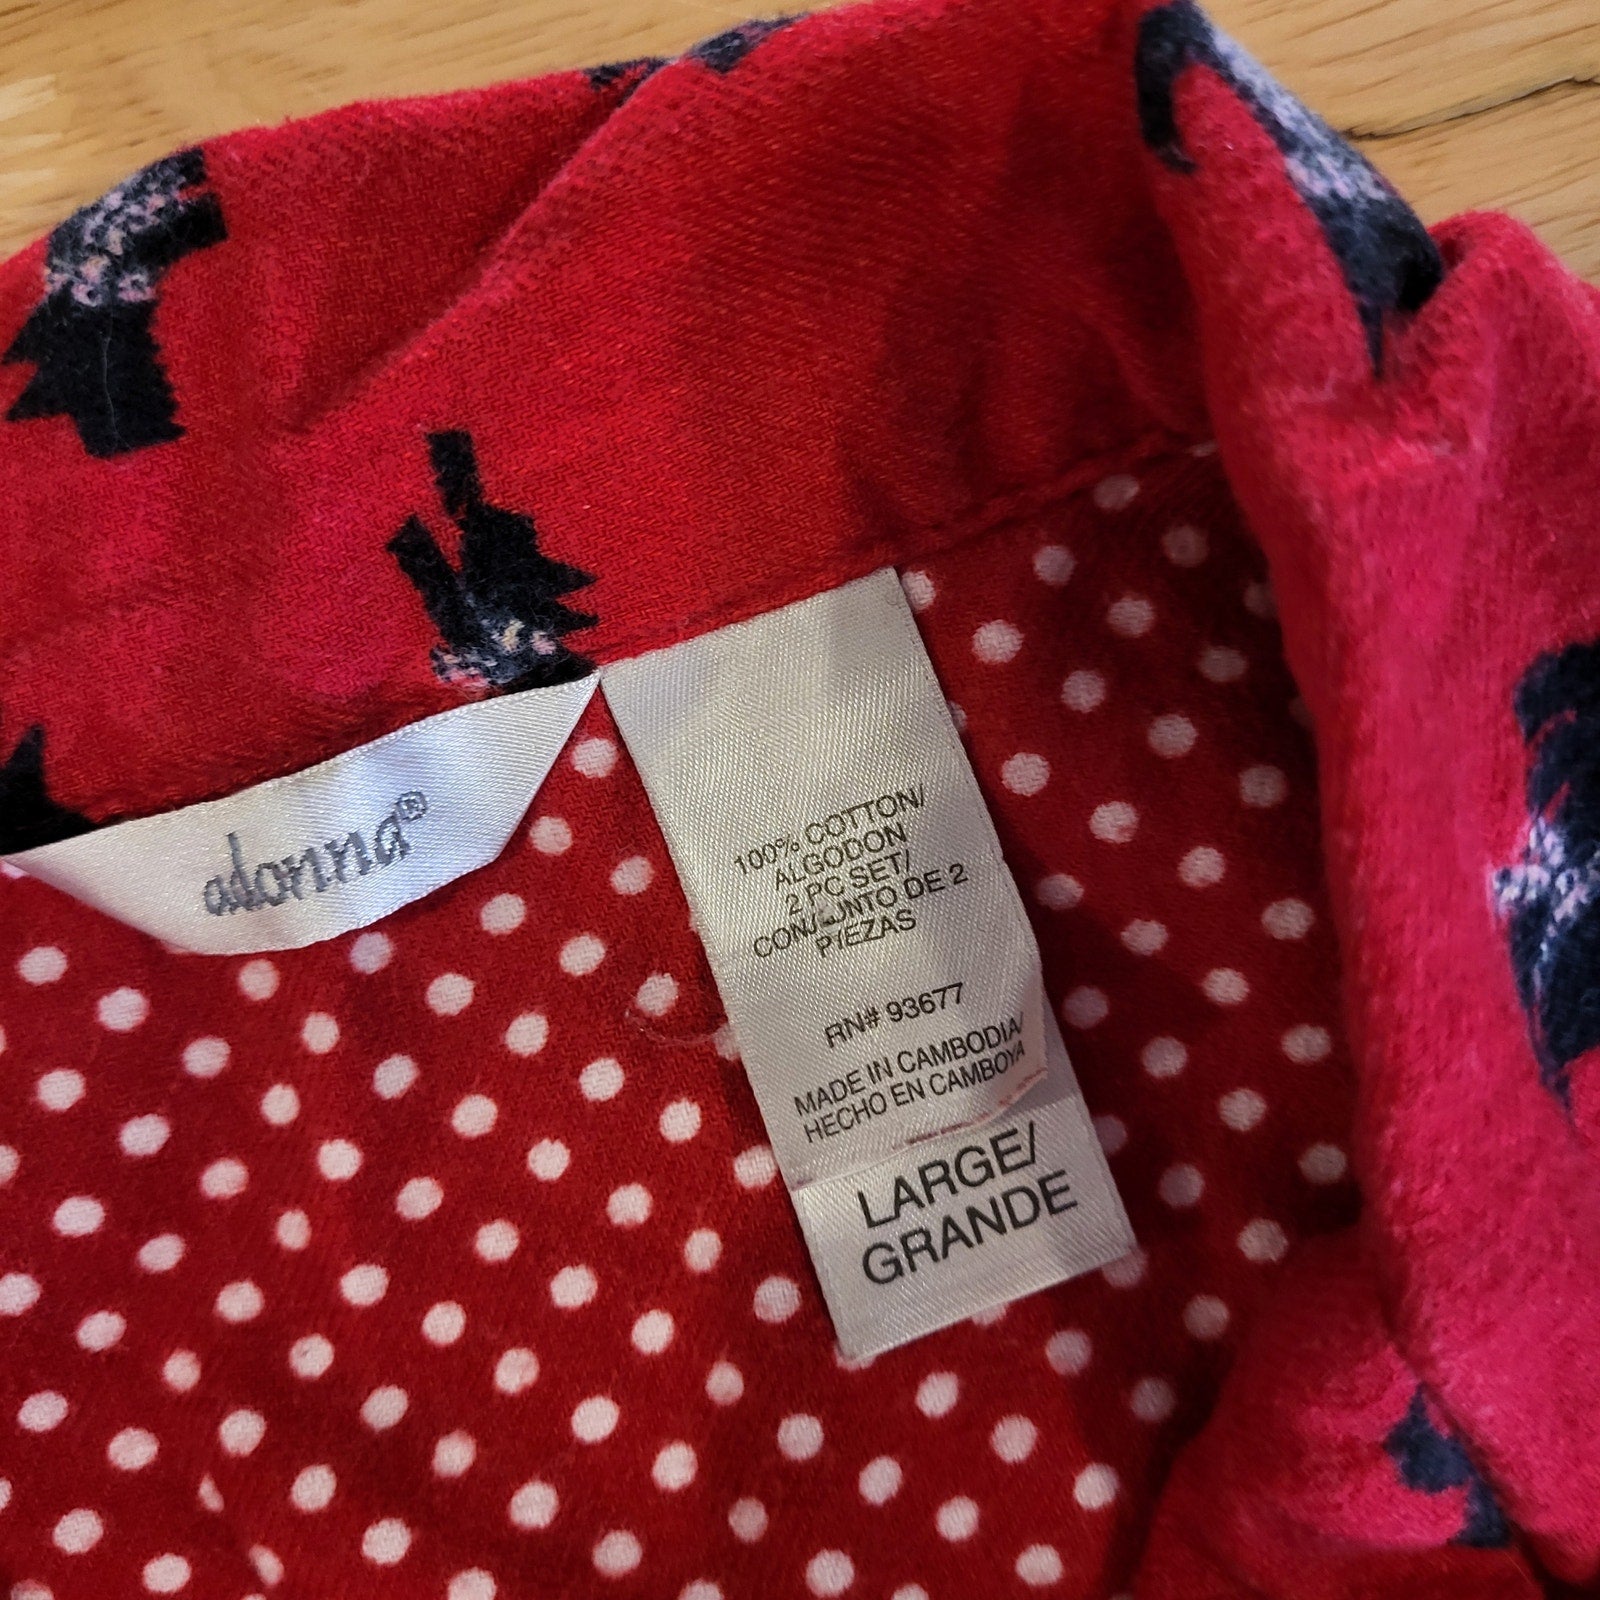 adonna®
100% COTTON/
ALGODON
2 PC SET/
CONJUNTO DE 2
PIEZAS
RN# 93677
MADE IN CAMBODIA/
HECHO EN CAMBOYA
LARGE/
GRANDE